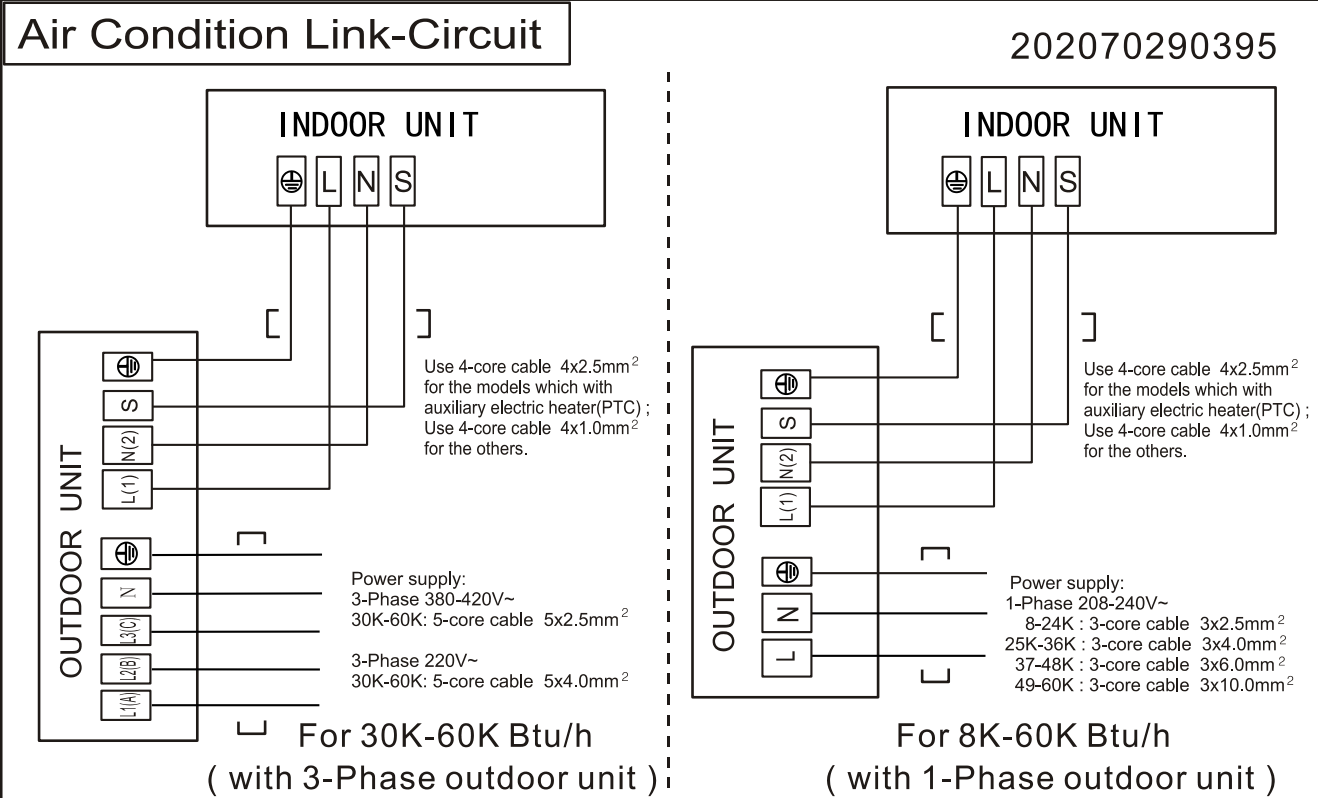 Air Condition Link-Circuit
202070290395
INDOOR UNIT
L N S
Use 4-core cable 4x2.5mm²
for the models which with
auxiliary electric heater(PTC) ;
Use 4-core cable 4x1.0mm²
for the others.
OUTDOOR UNIT
S
N(2)
L(1)
N
L3(C)
L2(B)
L1(A)
Power supply:
3-Phase 380-420V~
30K-60K: 5-core cable 5x2.5mm²
3-Phase 220V~
30K-60K: 5-core cable 5x4.0mm²
For 30K-60K Btu/h
( with 3-Phase outdoor unit )
INDOOR UNIT
L N S
Use 4-core cable 4x2.5mm²
for the models which with
auxiliary electric heater(PTC) ;
Use 4-core cable 4x1.0mm²
for the others.
OUTDOOR UNIT
S
N(2)
L(1)
N
L
Power supply:
1-Phase 208-240V~
8-24K : 3-core cable 3x2.5mm²
25K-36K : 3-core cable 3x4.0mm²
37-48K : 3-core cable 3x6.0mm²
49-60K : 3-core cable 3x10.0mm²
For 8K-60K Btu/h
( with 1-Phase outdoor unit )